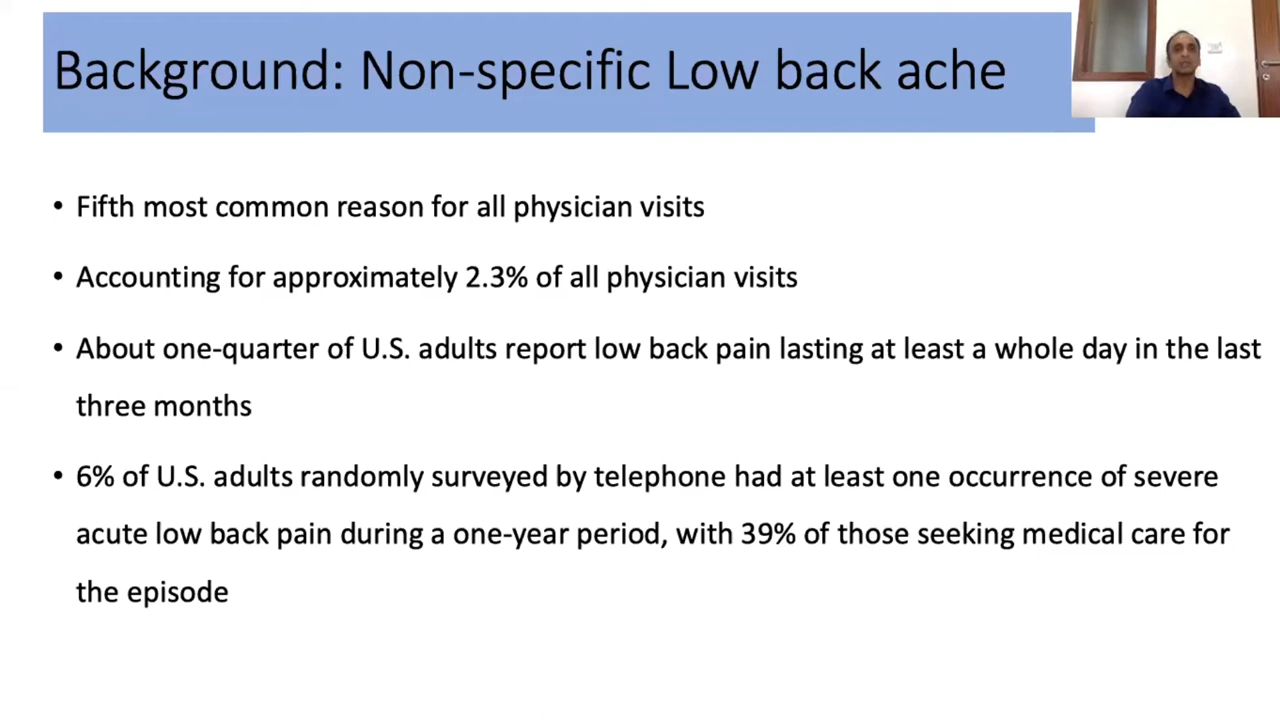 Background: Non-specific Low back ache
• Fifth most common reason for all physician visits
• Accounting for approximately 2.3% of all physician visits
• About one-quarter of U.S. adults report low back pain lasting at least a whole day in the last
three months
• 6% of U.S. adults randomly surveyed by telephone had at least one occurrence of severe
acute low back pain during a one-year period, with 39% of those seeking medical care for
the episode